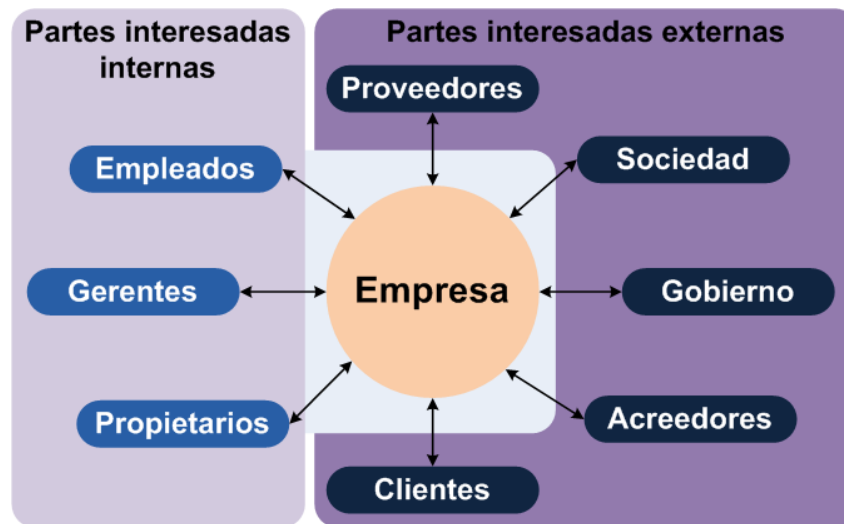 Partes interesadas
internas
Partes interesadas externas
Proveedores
Empleados
Sociedad
Gerentes
Empresa
Gobierno
Propietarios
Acreedores
Clientes